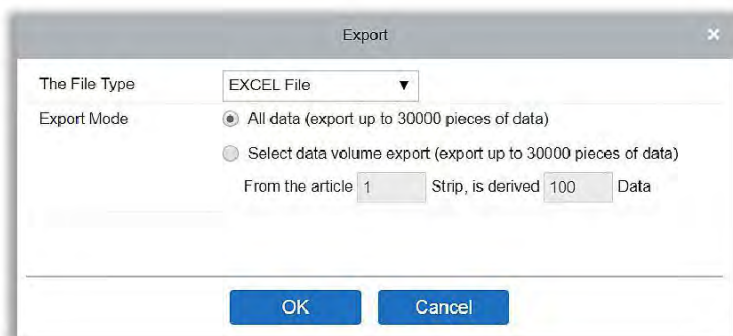 Export ×
The File Type EXCEL File ▼
Export Mode All data (export up to 30000 pieces of data)
Select data volume export (export up to 30000 pieces of data)
From the article 1 Strip, is derived 100 Data
OK Cancel